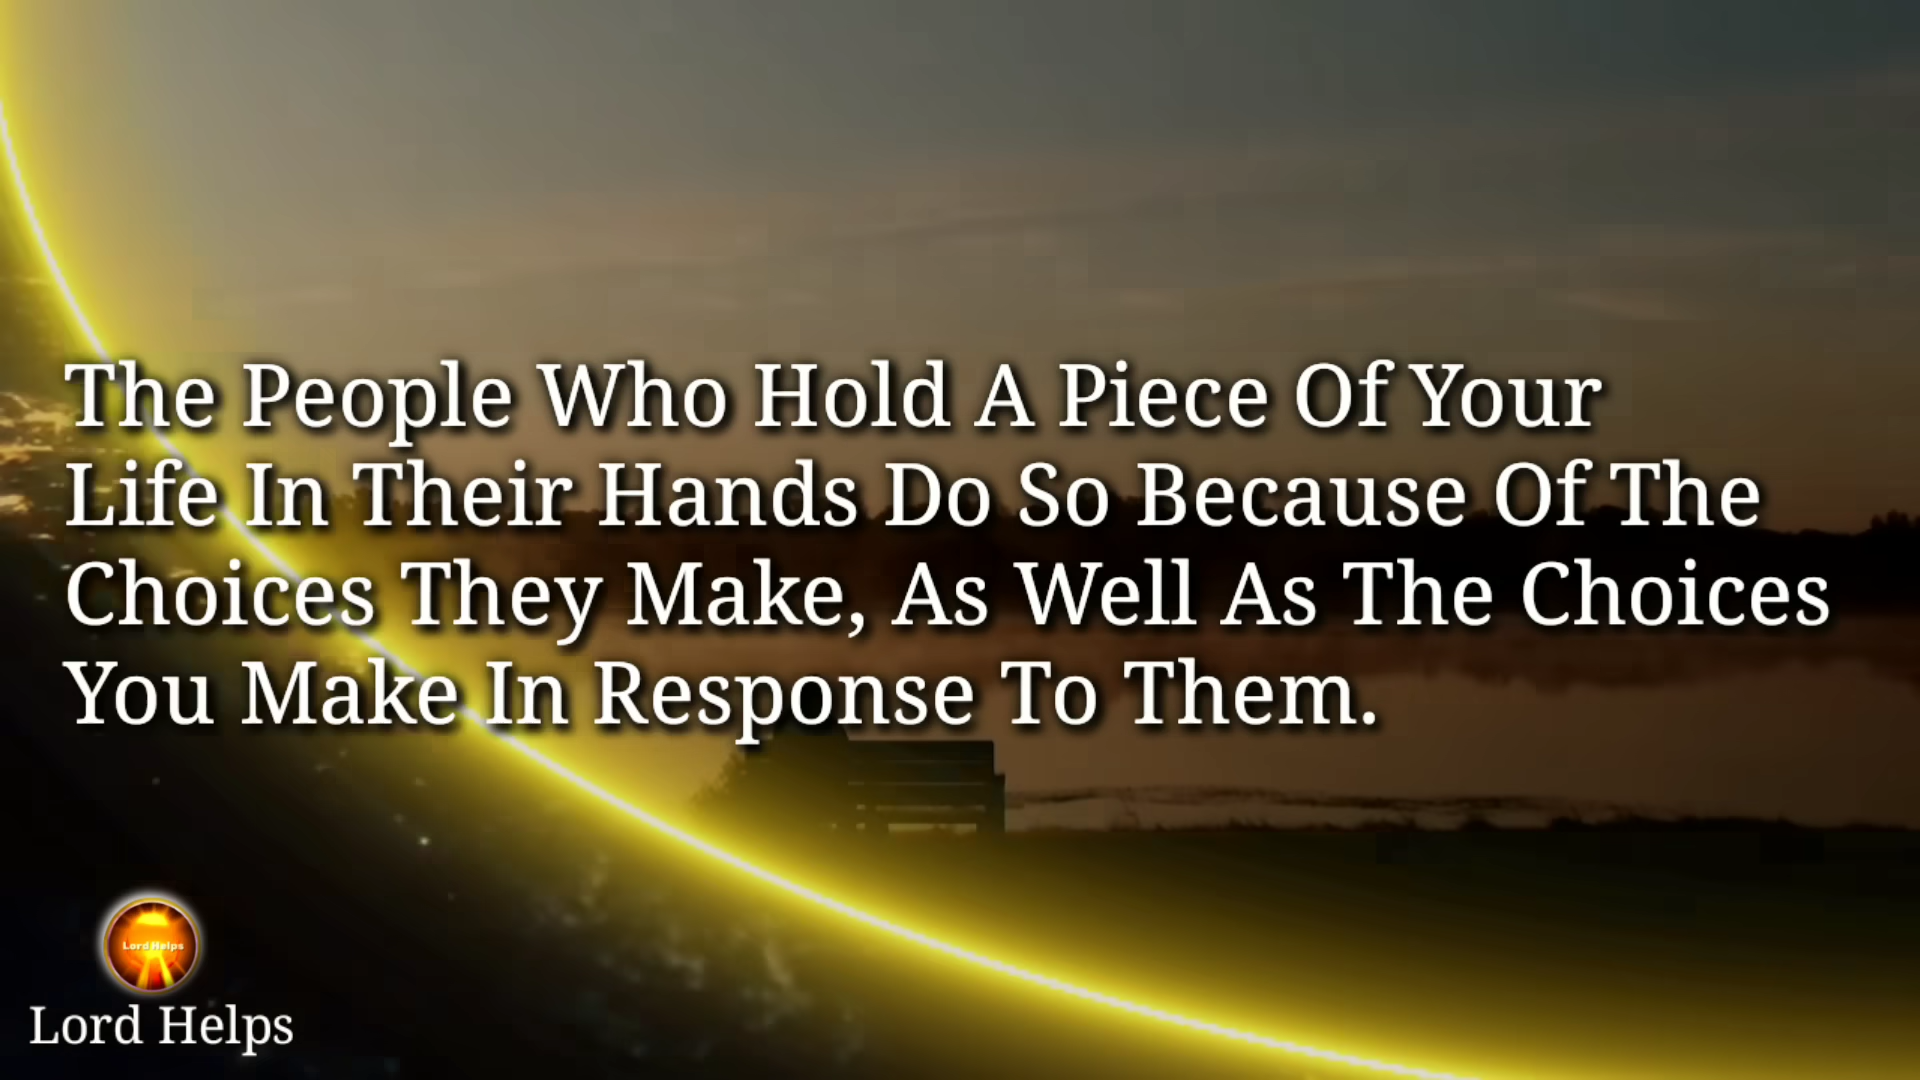 The People Who Hold A Piece Of Your
Life In Their Hands Do So Because Of The
Choices They Make, As Well As The Choices
You Make In Response To Them.
Lord Helps
Lord Helps